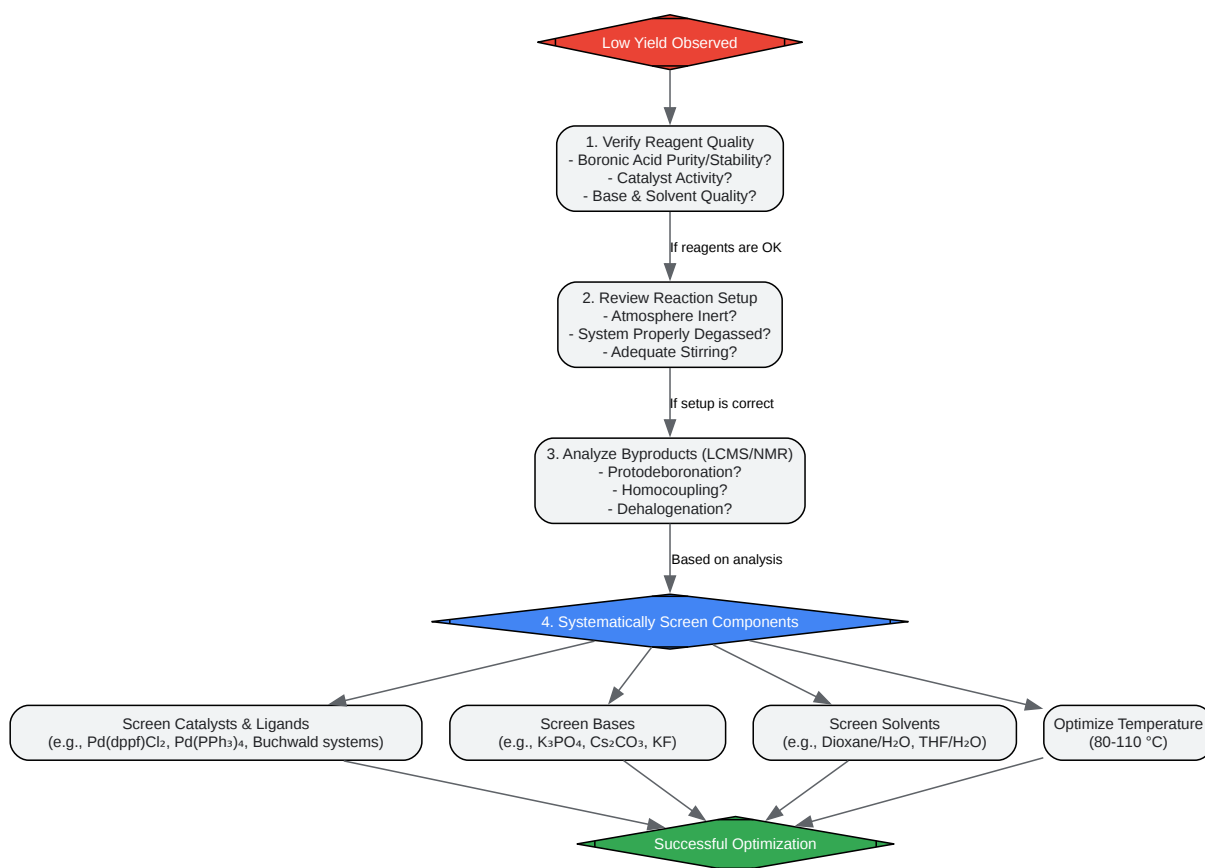 Low Yield Observed
1. Verify Reagent Quality
- Boronic Acid Purity/Stability?
- Catalyst Activity?
- Base & Solvent Quality?
If reagents are OK
2. Review Reaction Setup
- Atmosphere Inert?
- System Properly Degassed?
- Adequate Stirring?
If setup is correct
3. Analyze Byproducts (LCMS/NMR)
- Protodeboronation?
- Homocoupling?
- Dehalogenation?
Based on analysis
4. Systematically Screen Components
Screen Catalysts & Ligands
(e.g., Pd(dppf)Cl₂, Pd(PPh₃)₄, Buchwald systems)
Screen Bases
(e.g., K₃PO₄, Cs₂CO₃, KF)
Screen Solvents
(e.g., Dioxane/H₂O, THF/H₂O)
Optimize Temperature
(80-110 °C)
Successful Optimization